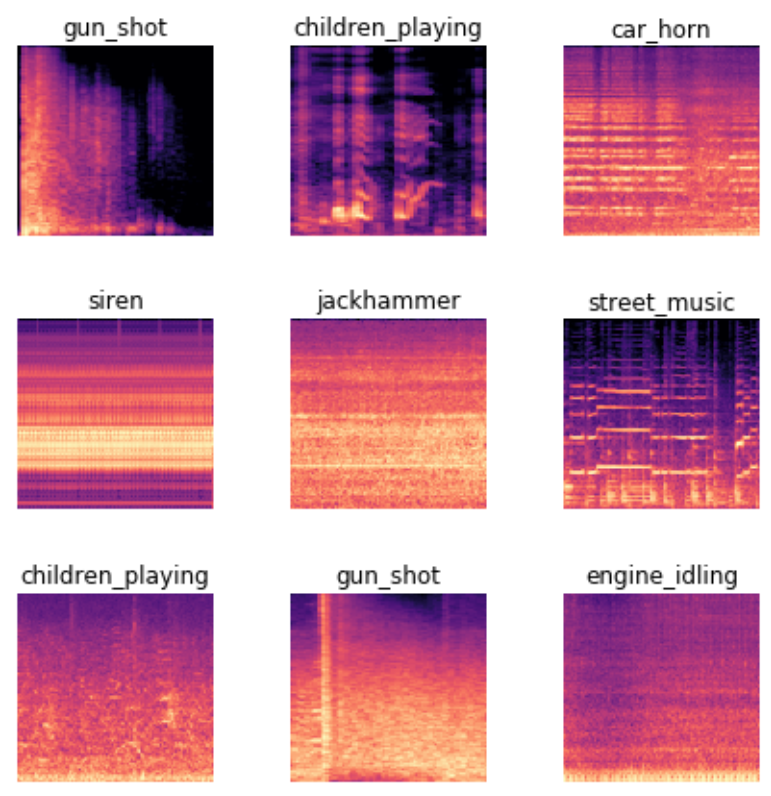 gun_shot
children_playing
car_horn
siren
jackhammer
street_music
children_playing
gun_shot
engine_idling